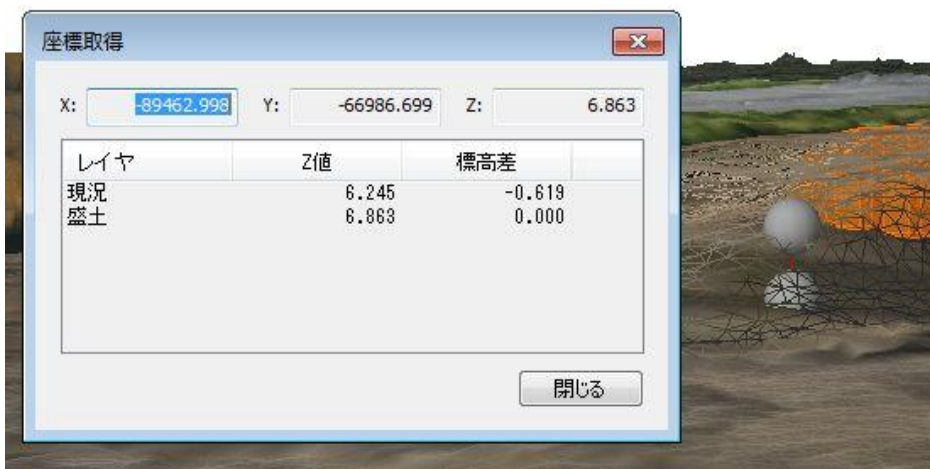 座標取得
X: -89462.998 Y: -66986.699 Z: 6.863
レイヤ Z値 標高差
現況 6.245 -0.619
盛土 6.863 0.000
閉じる